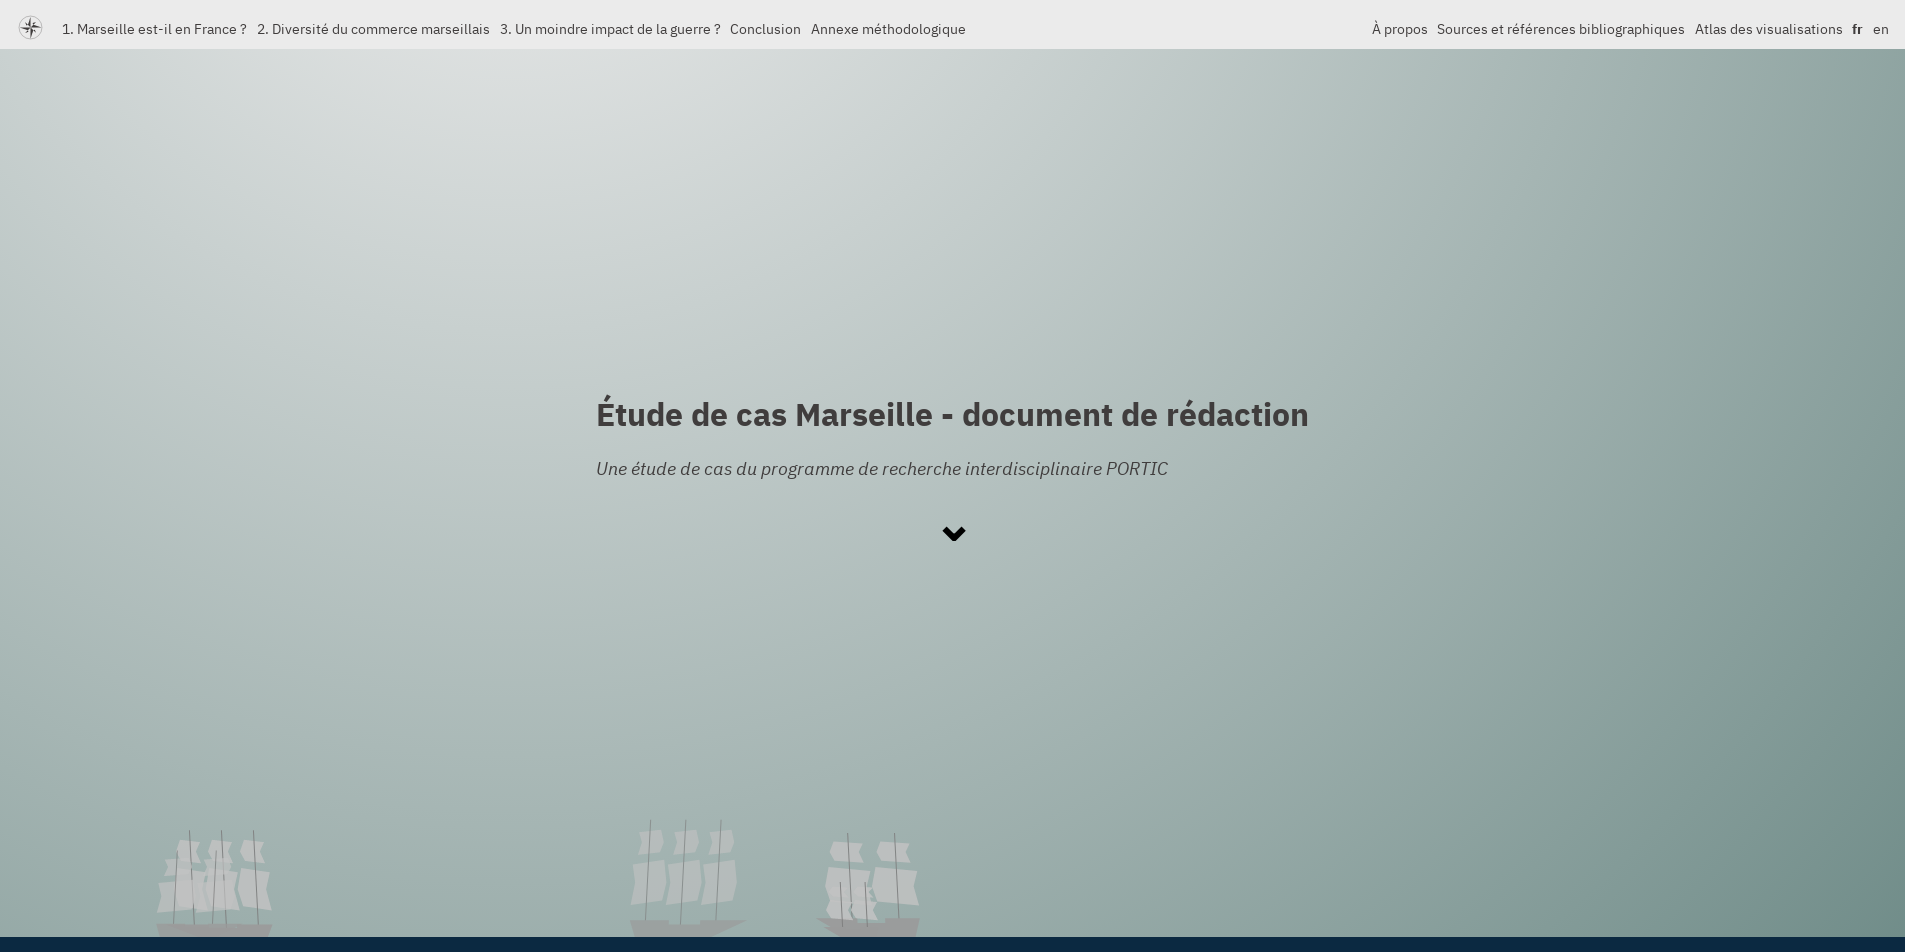 1. Marseille est-il en France ? 2. Diversité du commerce marseillais 3. Un moindre impact de la guerre ? Conclusion Annexe méthodologique À propos Sources et références bibliographiques Atlas des visualisations fr en
Étude de cas Marseille - document de rédaction
Une étude de cas du programme de recherche interdisciplinaire PORTIC